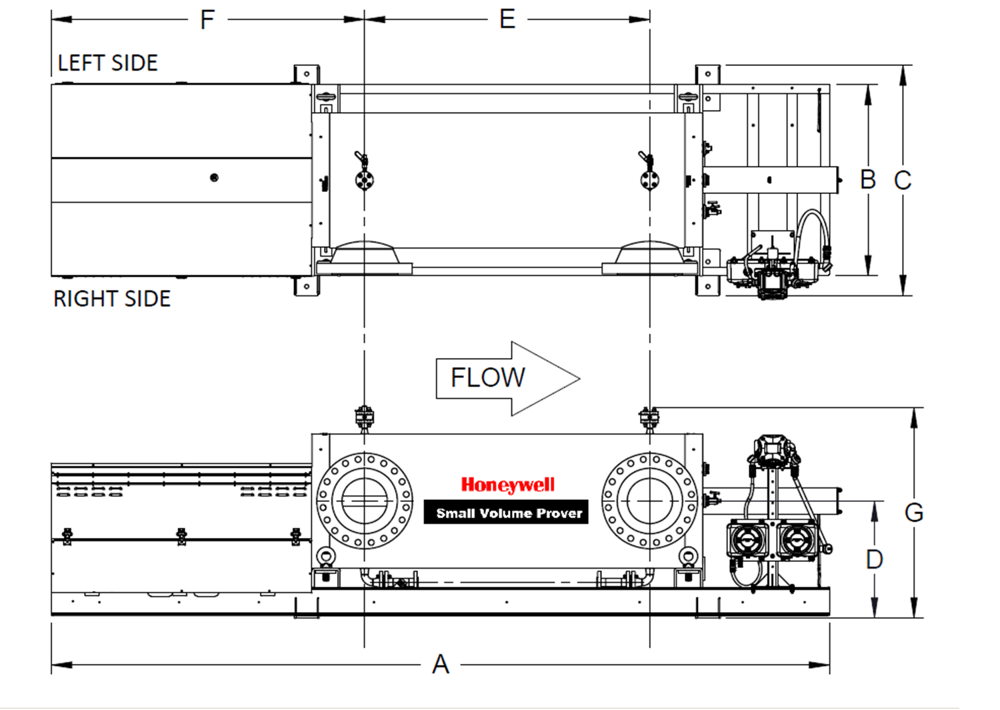 F
E
LEFT SIDE
B
C
RIGHT SIDE
FLOW
Honeywell
Small Volume Prover
G
D
A